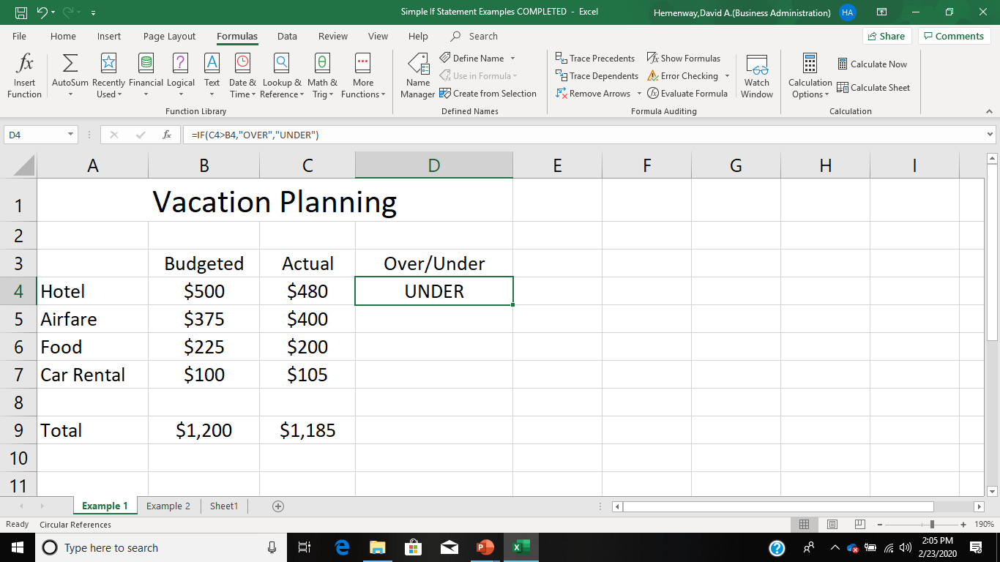 Simple If Statement Examples COMPLETED - Excel
Hemenway,David A.(Business Administration) HA
File Home Insert Page Layout Formulas Data Review View Help Search Share Comments
fx Σ ? A θ
Insert Function
AutoSum
Recently Used
Financial
Logical
Text
Date & Time
Lookup & Reference
Math & Trig
More Functions
Function Library
Name Manager
Define Name
Use in Formula
Create from Selection
Defined Names
Trace Precedents
Trace Dependents
Remove Arrows
Show Formulas
Error Checking
Evaluate Formula
Formula Auditing
Watch Window
Calculation Options
Calculate Now
Calculate Sheet
Calculation
D4 fx =IF(C4>B4,"OVER","UNDER")
A B C D E F G H I
1 Vacation Planning
2
3 Budgeted Actual Over/Under
4 Hotel $500 $480 UNDER
5 Airfare $375 $400
6 Food $225 $200
7 Car Rental $100 $105
8
9 Total $1,200 $1,185
10
11
Example 1 Example 2 Sheet1
Ready Circular References 190%
Type here to search
2:05 PM
2/23/2020